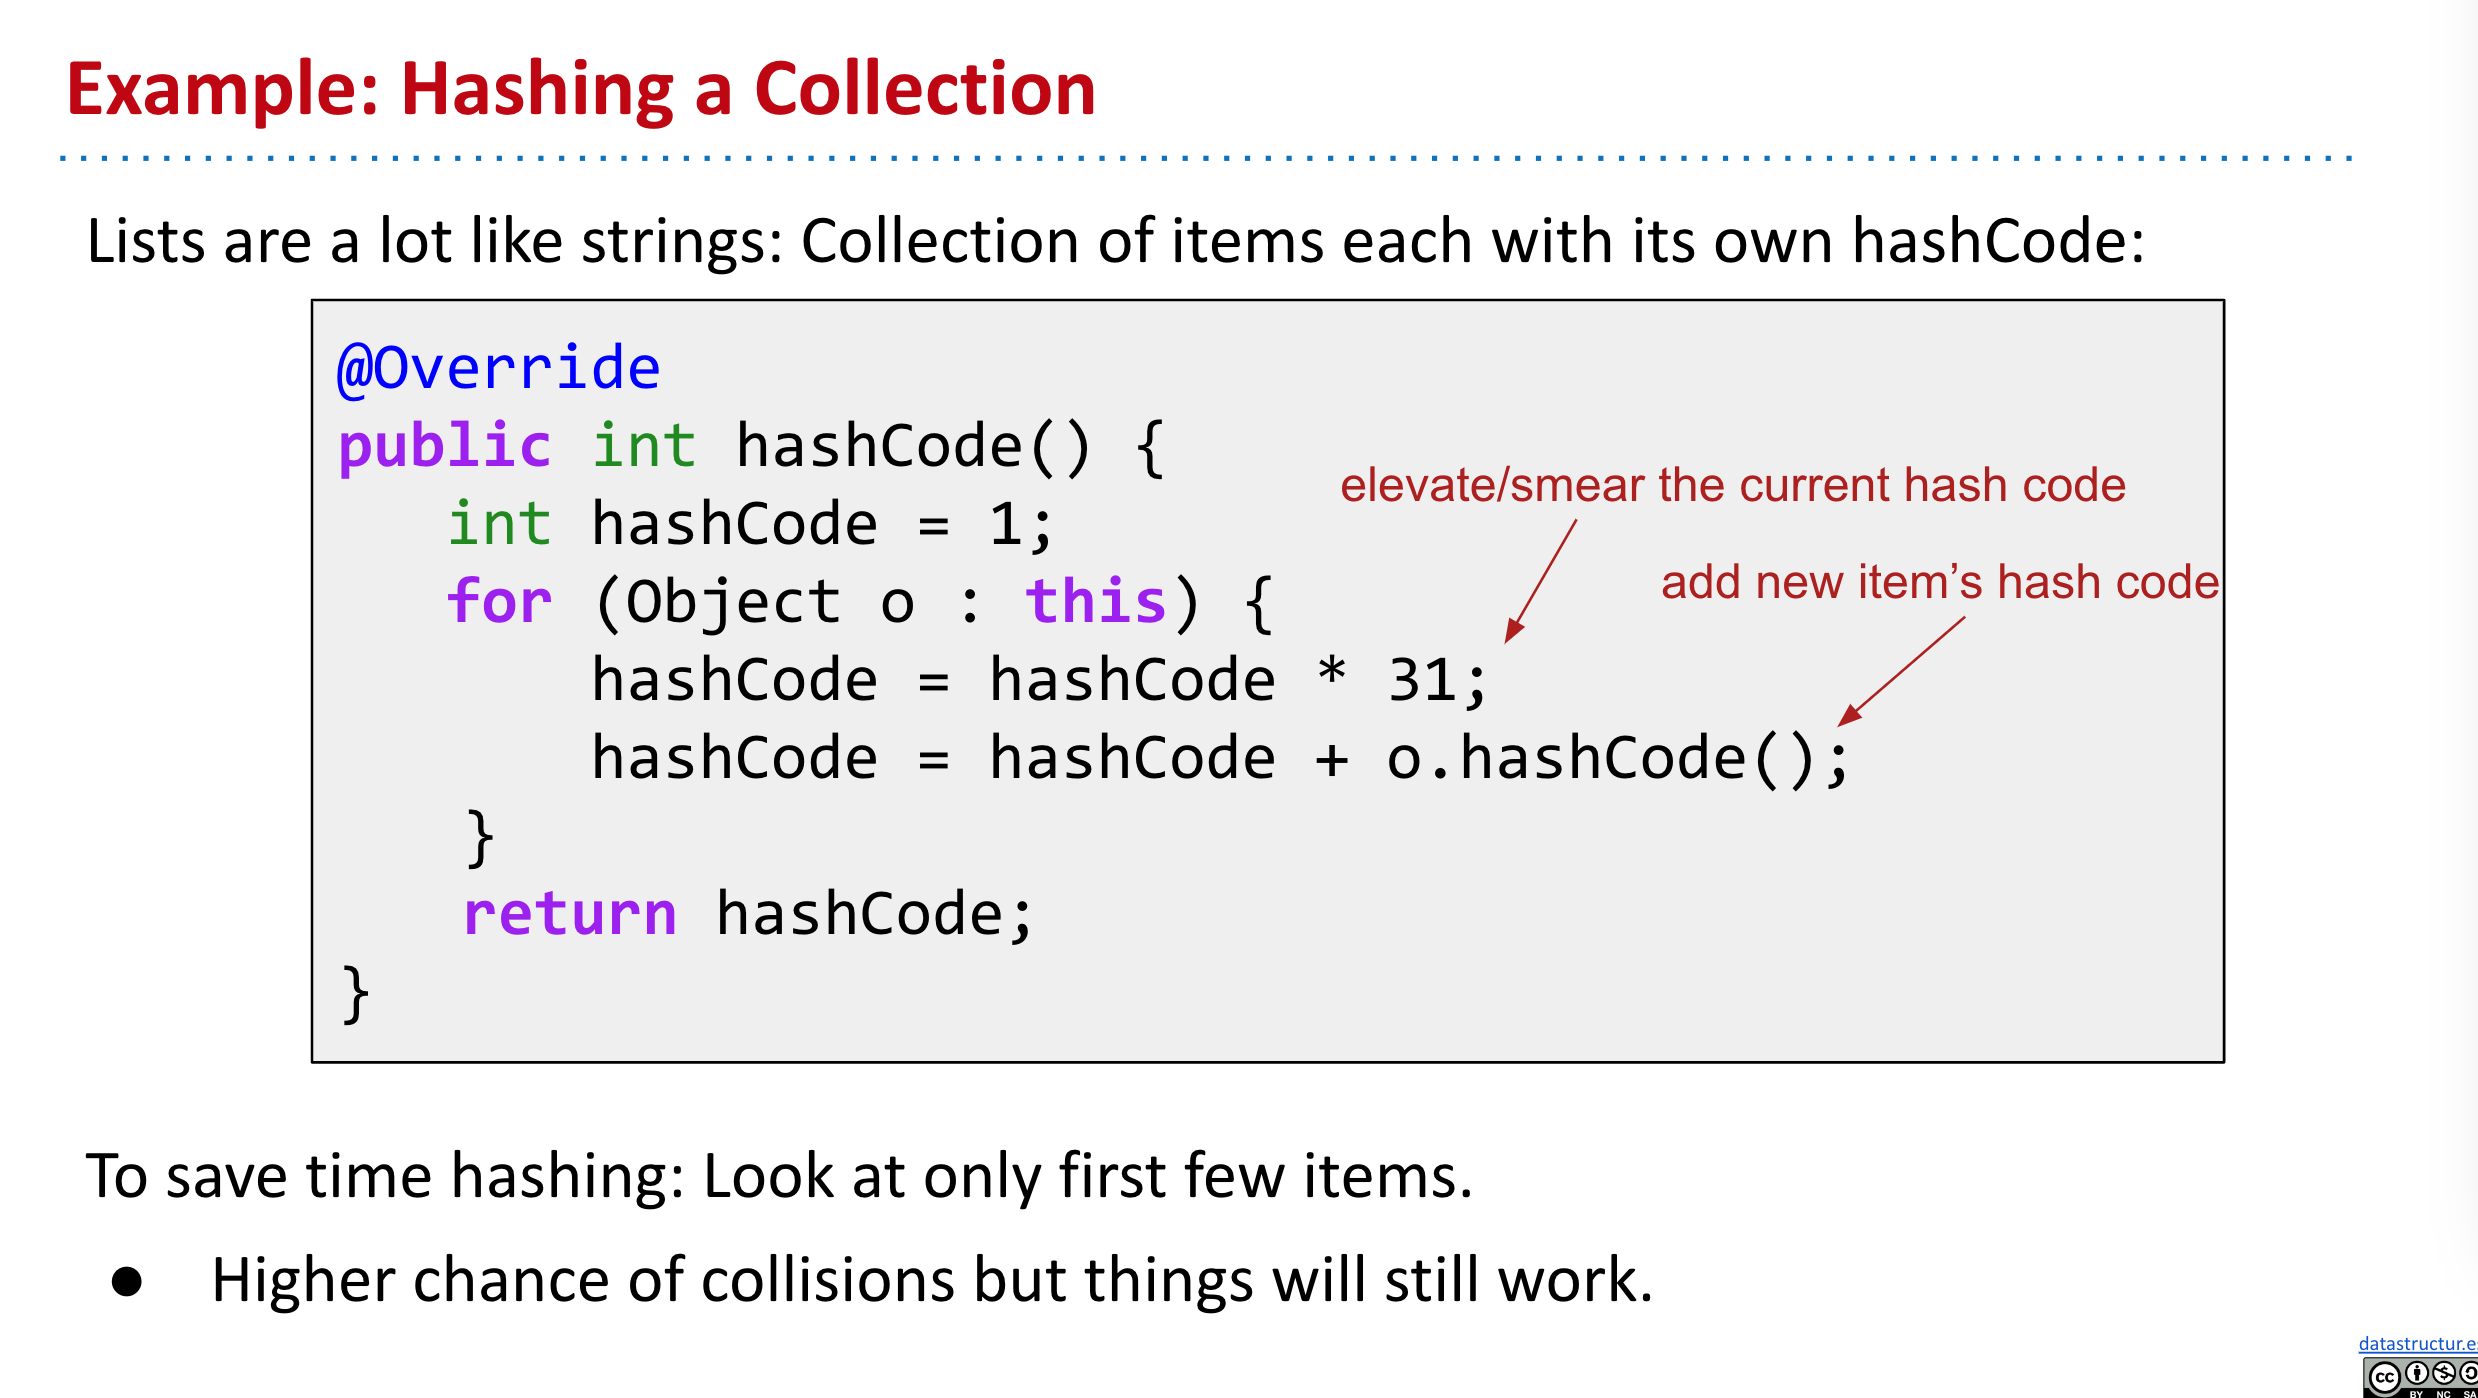 Example: Hashing a Collection
Lists are a lot like strings: Collection of items each with its own hashCode:
@Override
public int hashCode() {
elevate/smear the current hash code
int hashCode = 1;
add new item’s hash code
for (Object o : this) {
hashCode = hashCode * 31;
hashCode = hashCode + o.hashCode();
}
return hashCode;
}
To save time hashing: Look at only first few items.
● Higher chance of collisions but things will still work.
datastructur.e
cc
BY NC SA